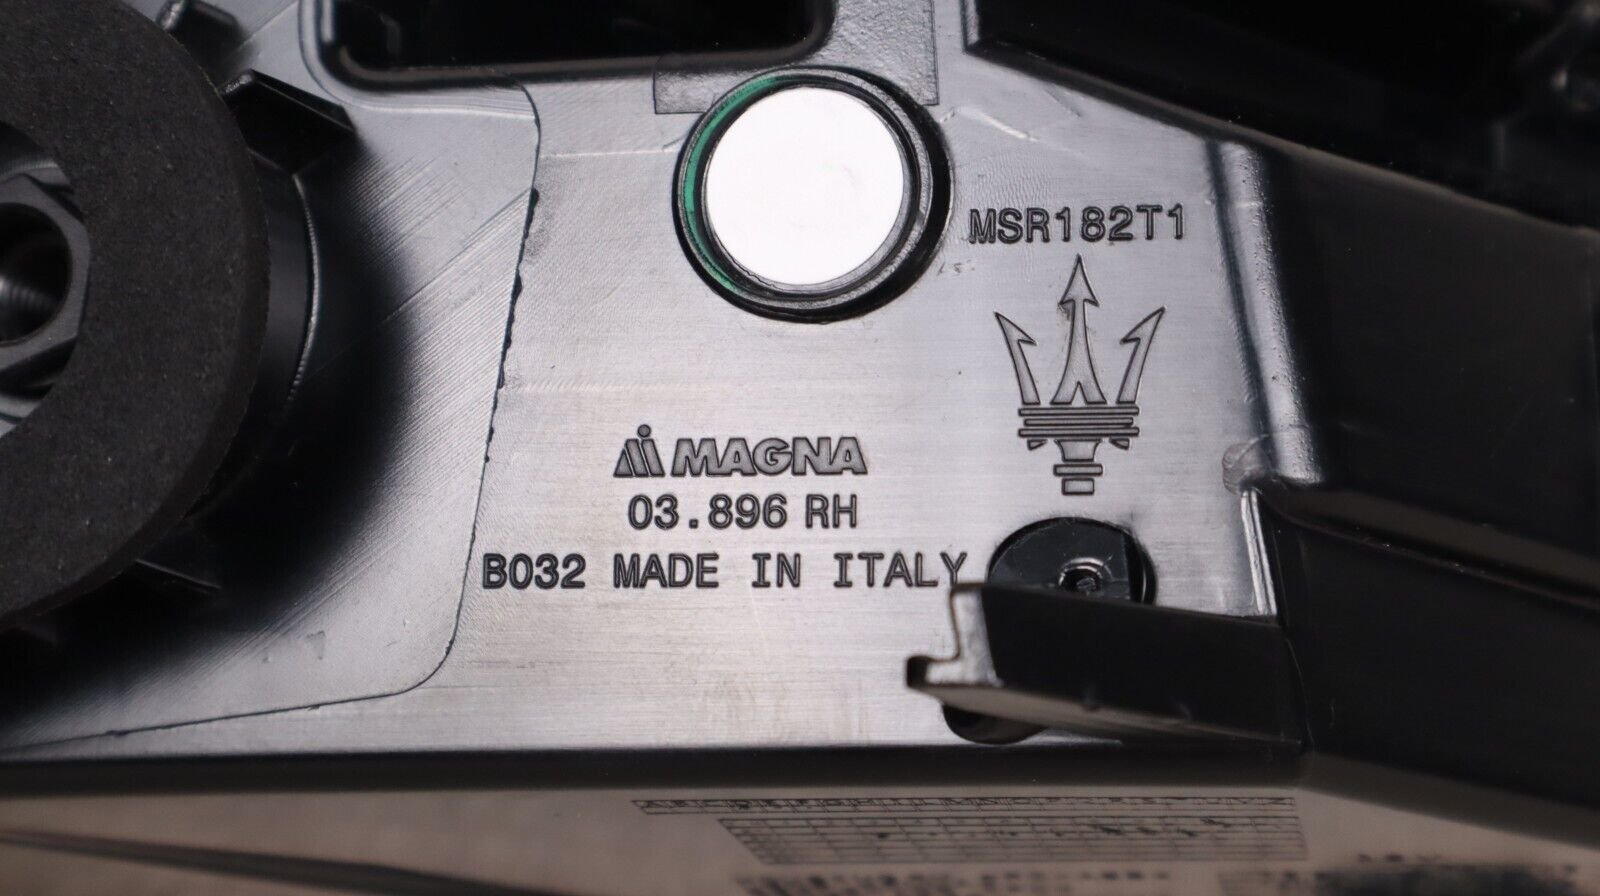 MSR182T1
MAGNA
03.896 RH
B032 MADE IN ITALY